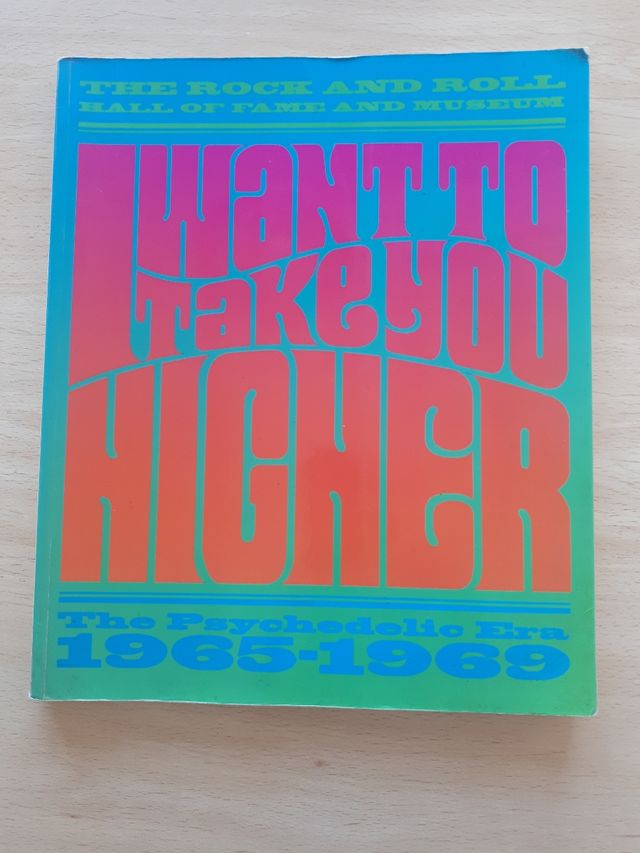 THE ROCK AND ROLL
HALL OF FAME AND MUSEUM
I WaNT TO
TaKe YOU
HIGHER
The Psychedelic Era
1965-1969